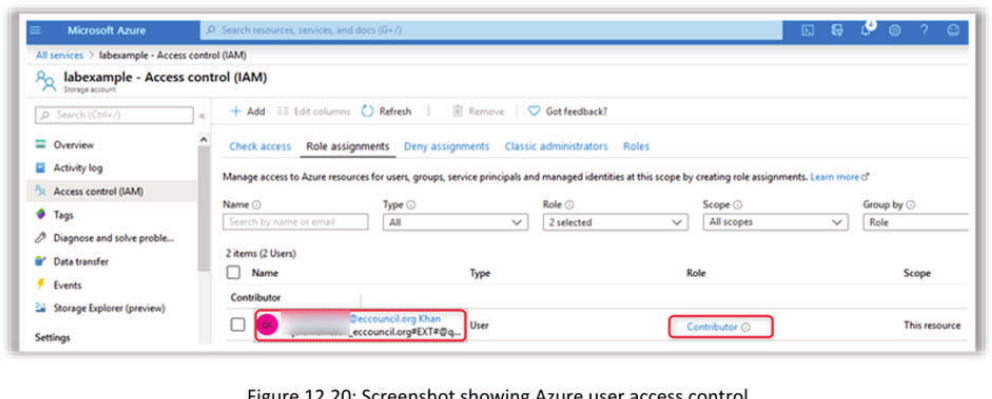 Microsoft Azure
Search resources, services, and docs (G+/)
All services > labexample - Access control (IAM)
labexample - Access control (IAM)
Storage account
Search (Ctrl+/)
Add Edit columns Refresh Remove Got feedback?
Overview
Activity log
Access control (IAM)
Tags
Diagnose and solve proble...
Data transfer
Events
Storage Explorer (preview)
Settings
Check access Role assignments Deny assignments Classic administrators Roles
Manage access to Azure resources for users, groups, service principals and managed identities at this scope by creating role assignments. Learn more
Name Type Role Scope Group by
Search by name or email All 2 selected All scopes Role
2 items (2 Users)
Name Type Role Scope
Contributor
@eccouncil.org Khan
_eccouncil.org#EXT#@q... User Contributor This resource
Figure 12.20: Screenshot showing Azure user access control